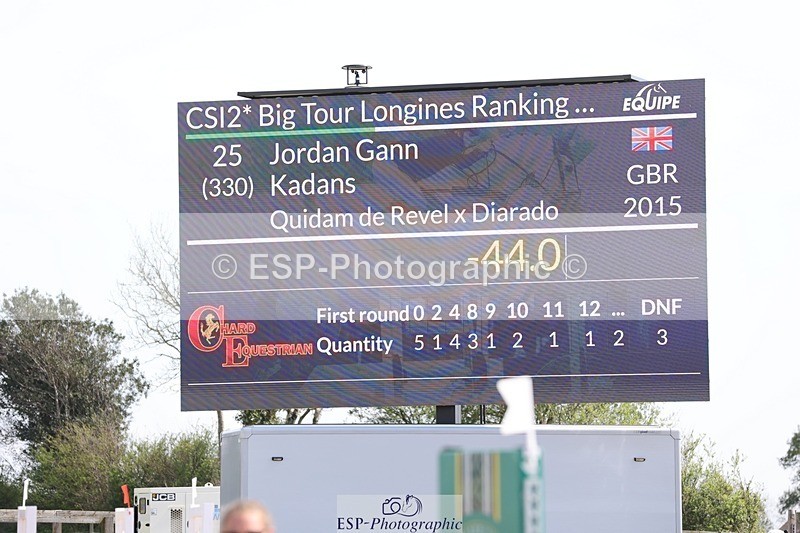 CSI2* Big Tour Longines Ranking ...
EQUIPE
25 Jordan Gann
(330) Kadans GBR
Quidam de Revel x Diarado 2015
-44.0
© ESP-Photographic ©
CHARD
EQUESTRIAN
First round 0 2 4 8 9 10 11 12 ... DNF
Quantity 5 1 4 3 1 2 1 1 2 3
JCB
ESP-Photographic